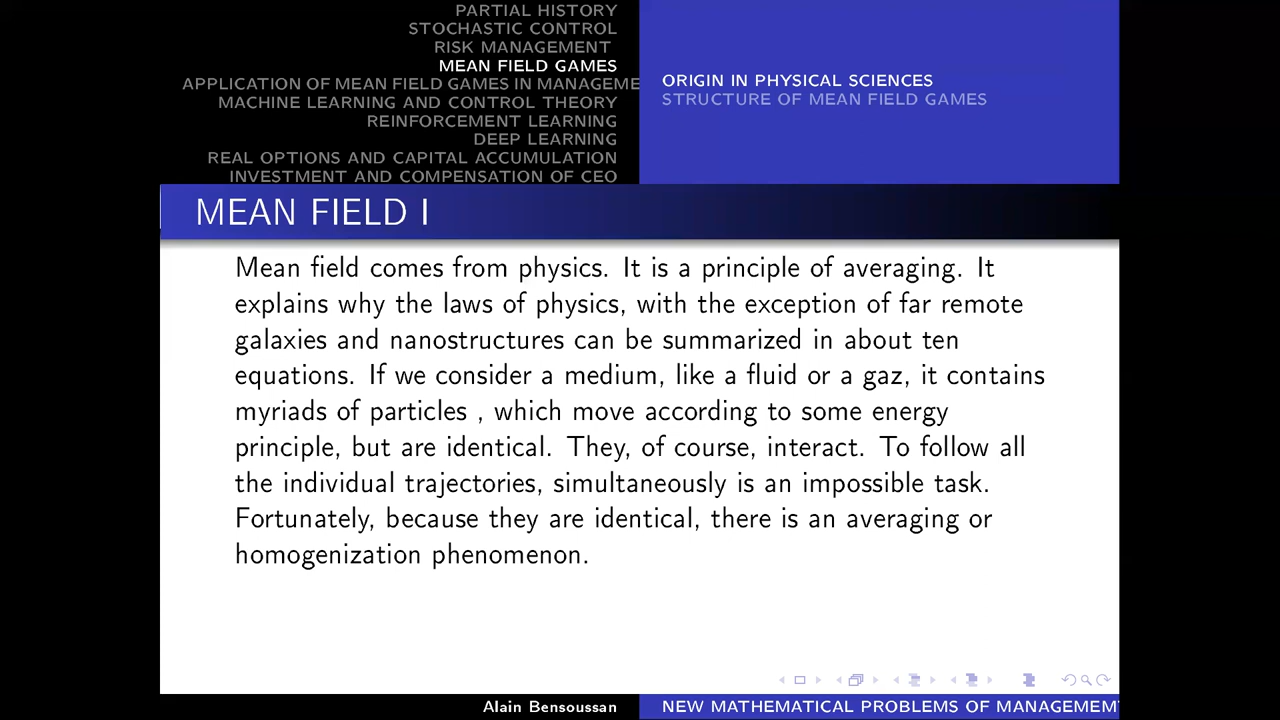 PARTIAL HISTORY
STOCHASTIC CONTROL
RISK MANAGEMENT
MEAN FIELD GAMES
APPLICATION OF MEAN FIELD GAMES IN MANAGEME
MACHINE LEARNING AND CONTROL THEORY
REINFORCEMENT LEARNING
DEEP LEARNING
REAL OPTIONS AND CAPITAL ACCUMULATION
INVESTMENT AND COMPENSATION OF CEO
ORIGIN IN PHYSICAL SCIENCES
STRUCTURE OF MEAN FIELD GAMES
MEAN FIELD I
Mean field comes from physics. It is a principle of averaging. It
explains why the laws of physics, with the exception of far remote
galaxies and nanostructures can be summarized in about ten
equations. If we consider a medium, like a fluid or a gaz, it contains
myriads of particles , which move according to some energy
principle, but are identical. They, of course, interact. To follow all
the individual trajectories, simultaneously is an impossible task.
Fortunately, because they are identical, there is an averaging or
homogenization phenomenon.
Alain Bensoussan
NEW MATHEMATICAL PROBLEMS OF MANAGEMENT